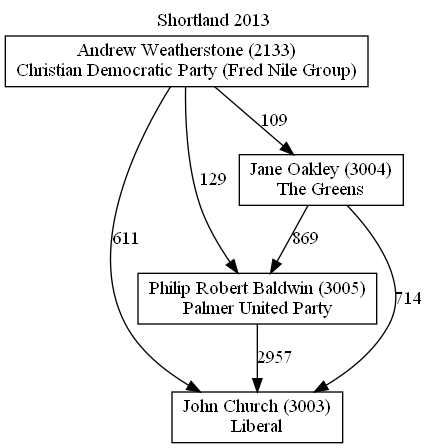 Shortland 2013
Andrew Weatherstone (2133)
Christian Democratic Party (Fred Nile Group)
109
Jane Oakley (3004)
The Greens
129
611
869
714
Philip Robert Baldwin (3005)
Palmer United Party
2957
John Church (3003)
Liberal